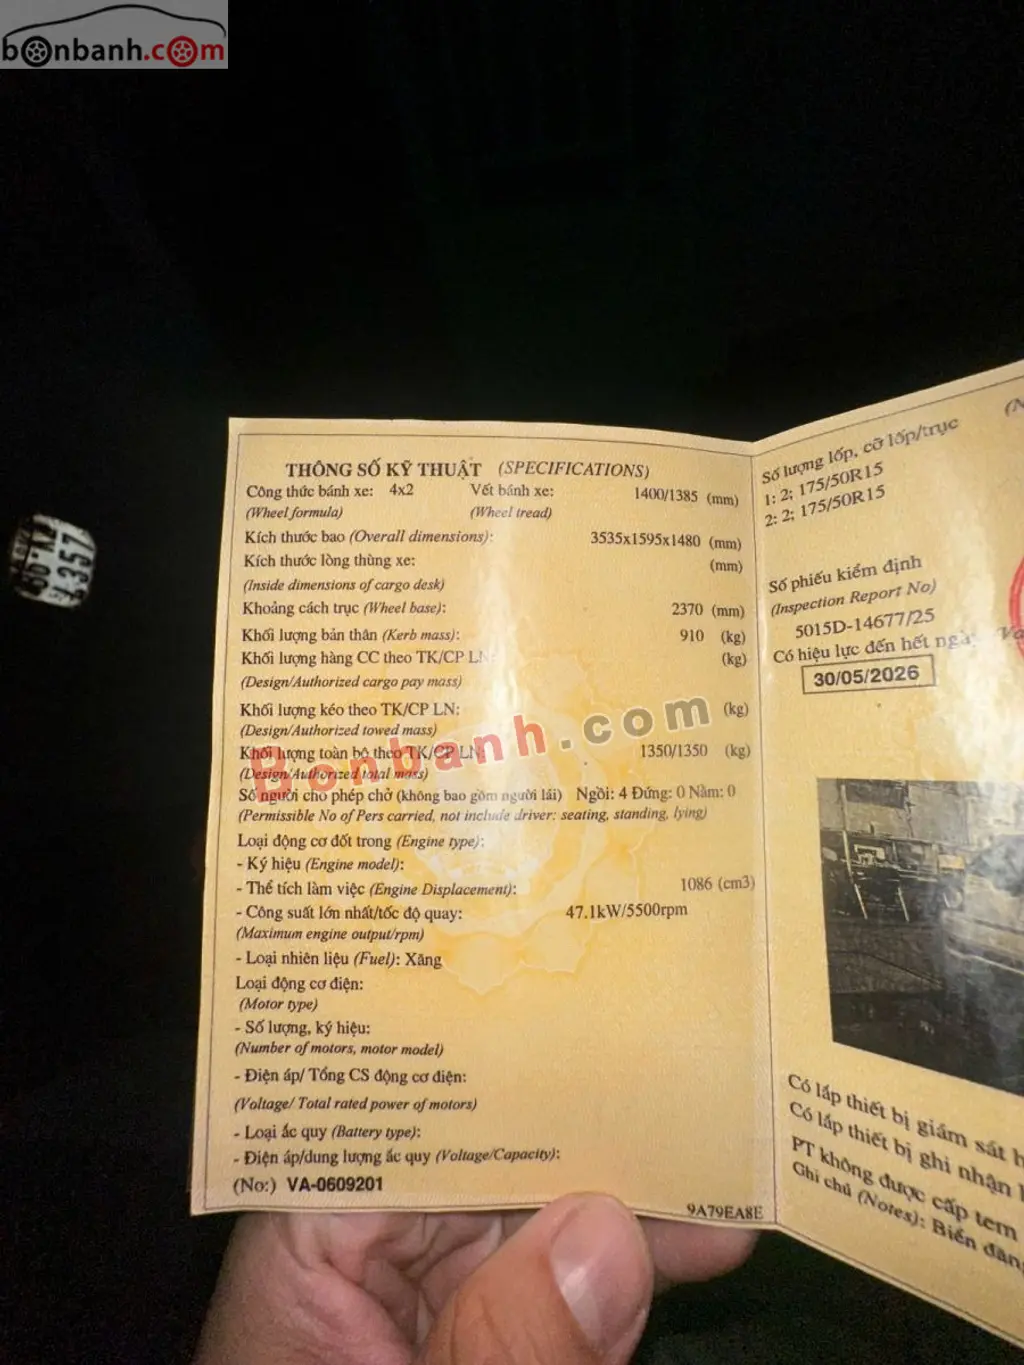 bonbanh.com
THÔNG SỐ KỸ THUẬT (SPECIFICATIONS)
Công thức bánh xe: 4x2 Vết bánh xe: 1400/1385 (mm)
(Wheel formula) (Wheel tread)
Kích thước bao (Overall dimensions): 3535x1595x1480 (mm)
Kích thước lòng thùng xe: (mm)
(Inside dimensions of cargo desk)
Khoảng cách trục (Wheel base): 2370 (mm)
Khối lượng bản thân (Kerb mass): 910 (kg)
Khối lượng hàng CC theo TK/CP LN: (kg)
(Design/Authorized cargo pay mass)
Khối lượng kéo theo TK/CP LN: (kg)
(Design/Authorized towed mass)
Khối lượng toàn bộ theo TK/CP LN: 1350/1350 (kg)
(Design/Authorized total mass)
Bonbanh.com
Số người cho phép chở (không bao gồm người lái) Ngồi: 4 Đứng: 0 Nằm: 0
(Permissible No of Pers carried, not include driver: seating, standing, lying)
Loại động cơ đốt trong (Engine type):
- Ký hiệu (Engine model):
- Thể tích làm việc (Engine Displacement): 1086 (cm3)
- Công suất lớn nhất/tốc độ quay: 47.1kW/5500rpm
(Maximum engine output/rpm)
- Loại nhiên liệu (Fuel): Xăng
Loại động cơ điện:
(Motor type)
- Số lượng, ký hiệu:
(Number of motors, motor model)
- Điện áp/ Tổng CS động cơ điện:
(Voltage/ Total rated power of motors)
- Loại ắc quy (Battery type):
- Điện áp/dung lượng ắc quy (Voltage/Capacity):
(No:) VA-0609201
9A79EA8E
Số lượng lốp, cỡ lốp/trục
1: 2; 175/50R15
2: 2; 175/50R15
Số phiếu kiểm định
(Inspection Report No)
5015D-14677/25
Có hiệu lực đến hết ngày
30/05/2026
Có lắp thiết bị giám sát
Có lắp thiết bị ghi nhận
PT không được cấp tem
Ghi chú (Notes): Biển đăng